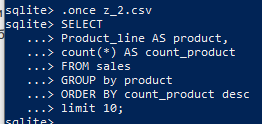 sqlite> .once z_2.csv
sqlite> SELECT
   ...> Product_line AS product,
   ...> count(*) AS count_product
   ...> FROM sales
   ...> GROUP by product
   ...> ORDER BY count_product desc
   ...> limit 10;
sqlite>